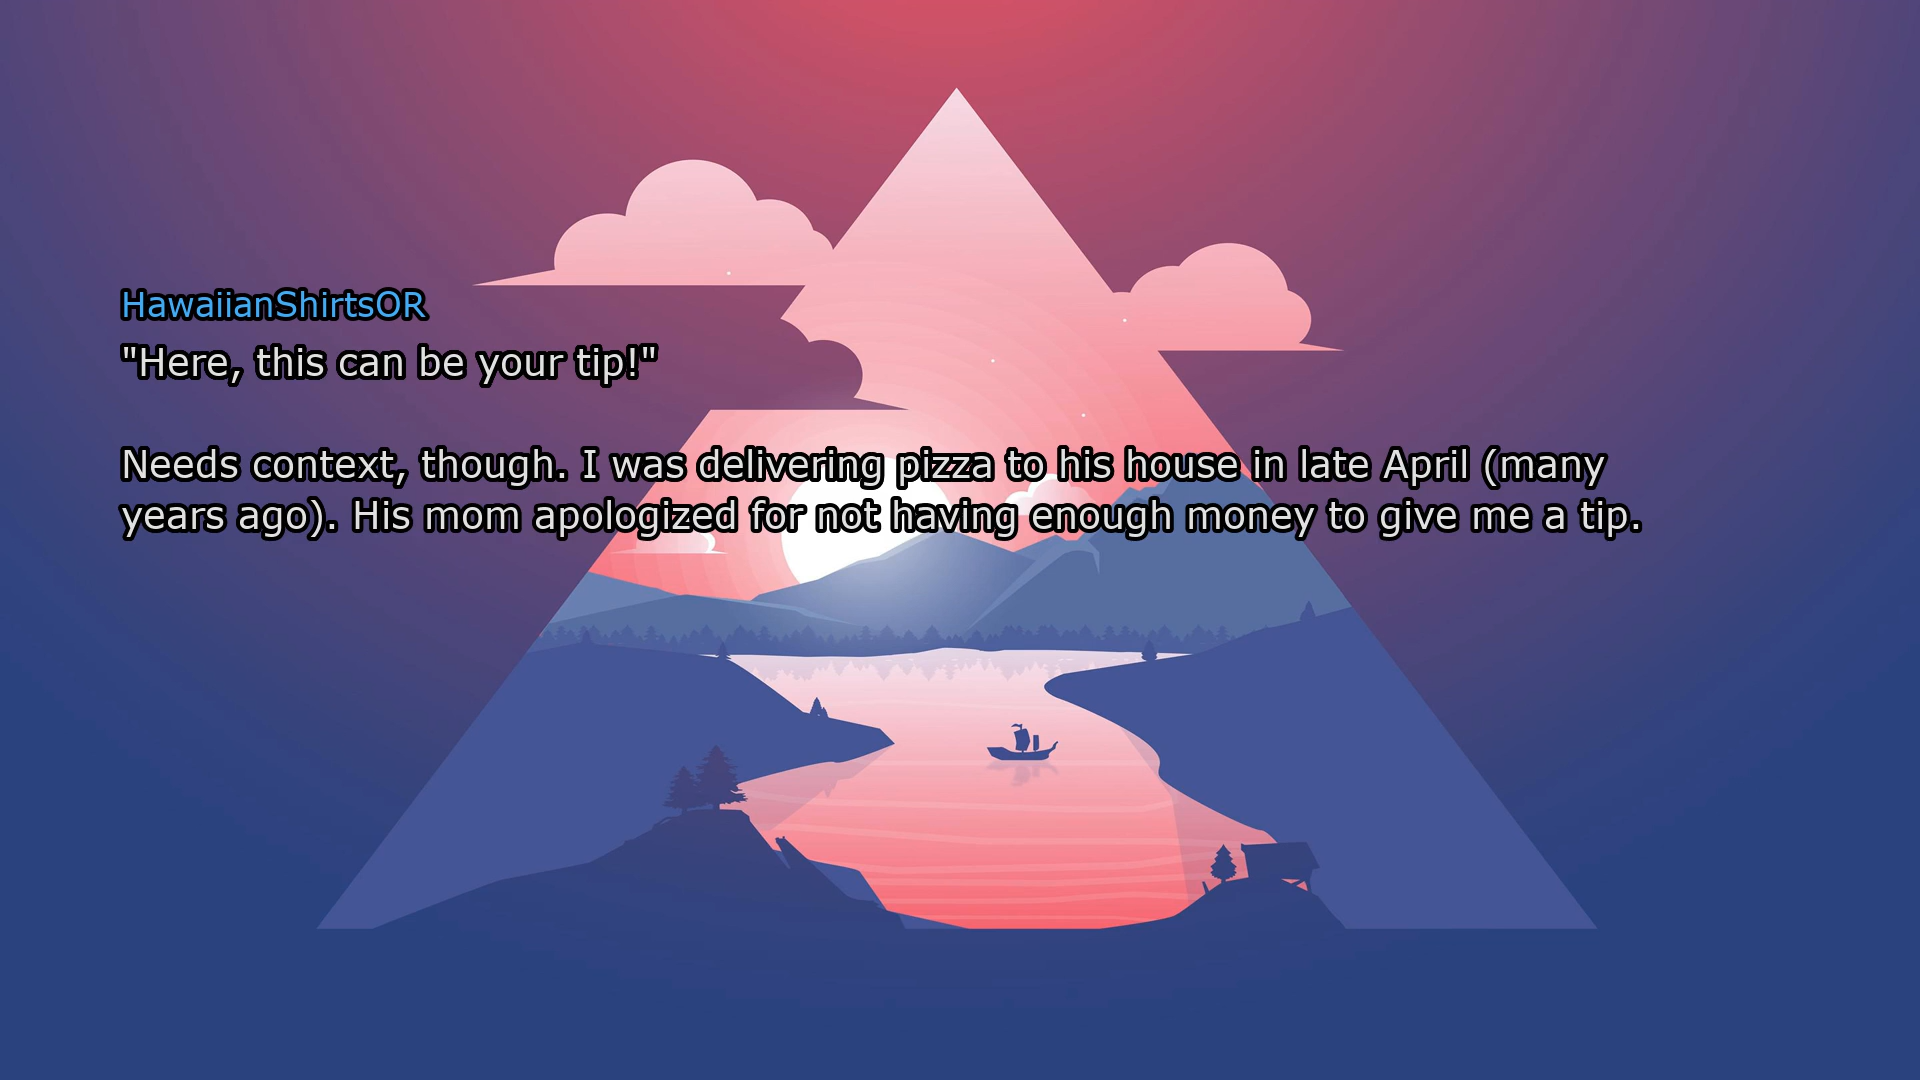 HawaiianShirtsOR
"Here, this can be your tip!"
Needs context, though. I was delivering pizza to his house in late April (many
years ago). His mom apologized for not having enough money to give me a tip.